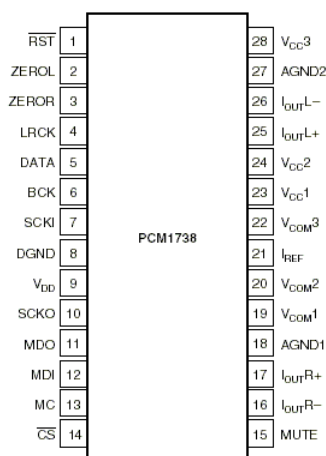 RST 1 28 VCC3
ZEROL 2 27 AGND2
ZEROR 3 26 IOUTL–
LRCK 4 25 IOUTL+
DATA 5 24 VCC2
BCK 6 23 VCC1
SCKI 7 22 VCOM3
PCM1738
DGND 8 21 IREF
VDD 9 20 VCOM2
SCKO 10 19 VCOM1
MDO 11 18 AGND1
MDI 12 17 IOUTR+
MC 13 16 IOUTR–
CS 14 15 MUTE